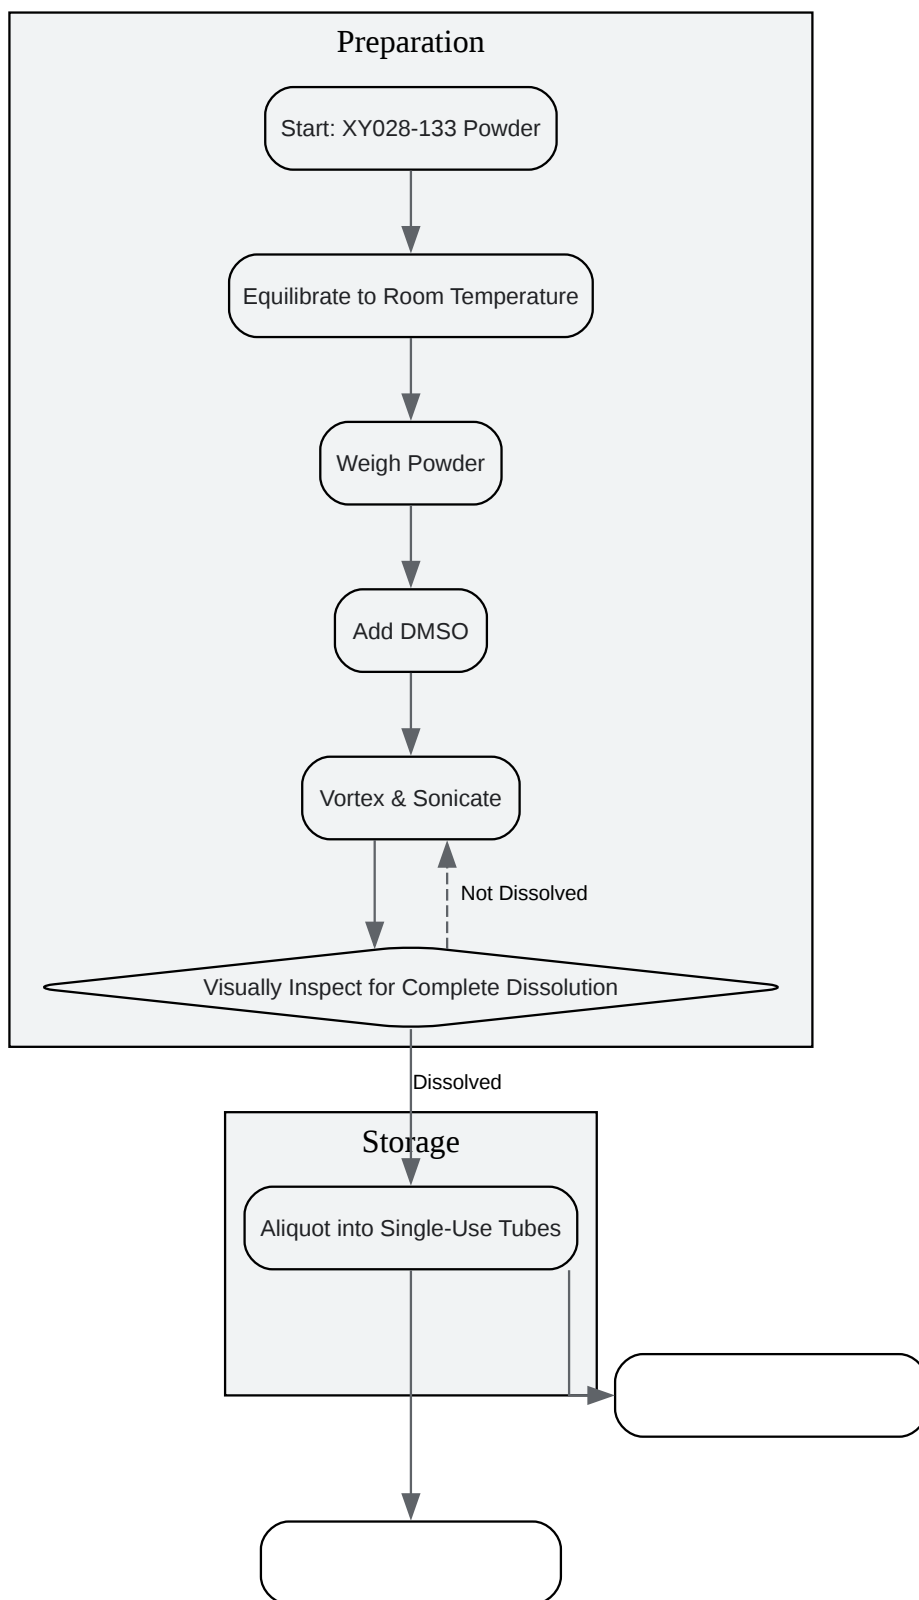 Preparation
Start: XY028-133 Powder
Equilibrate to Room Temperature
Weigh Powder
Add DMSO
Vortex & Sonicate
Not Dissolved
Visually Inspect for Complete Dissolution
Dissolved
Storage
Aliquot into Single-Use Tubes